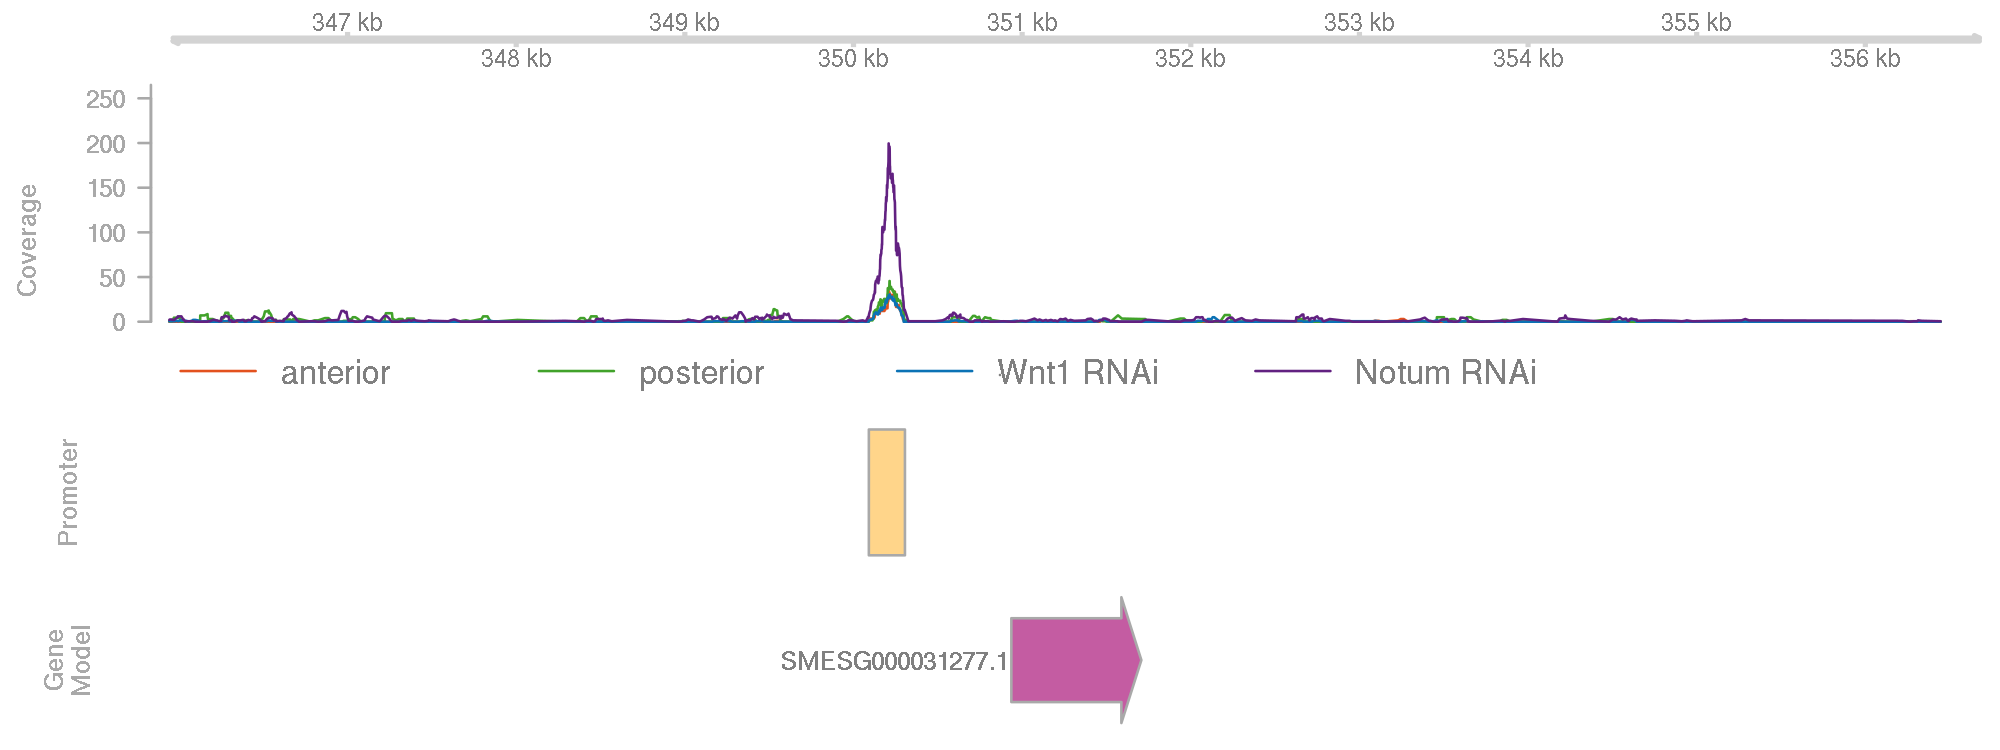 347 kb 349 kb 351 kb 353 kb 355 kb
348 kb 350 kb 352 kb 354 kb 356 kb
Coverage
250
200
150
100
50
0
anterior posterior Wnt1 RNAi Notum RNAi
Promoter
Gene
Model
SMESG000031277.1